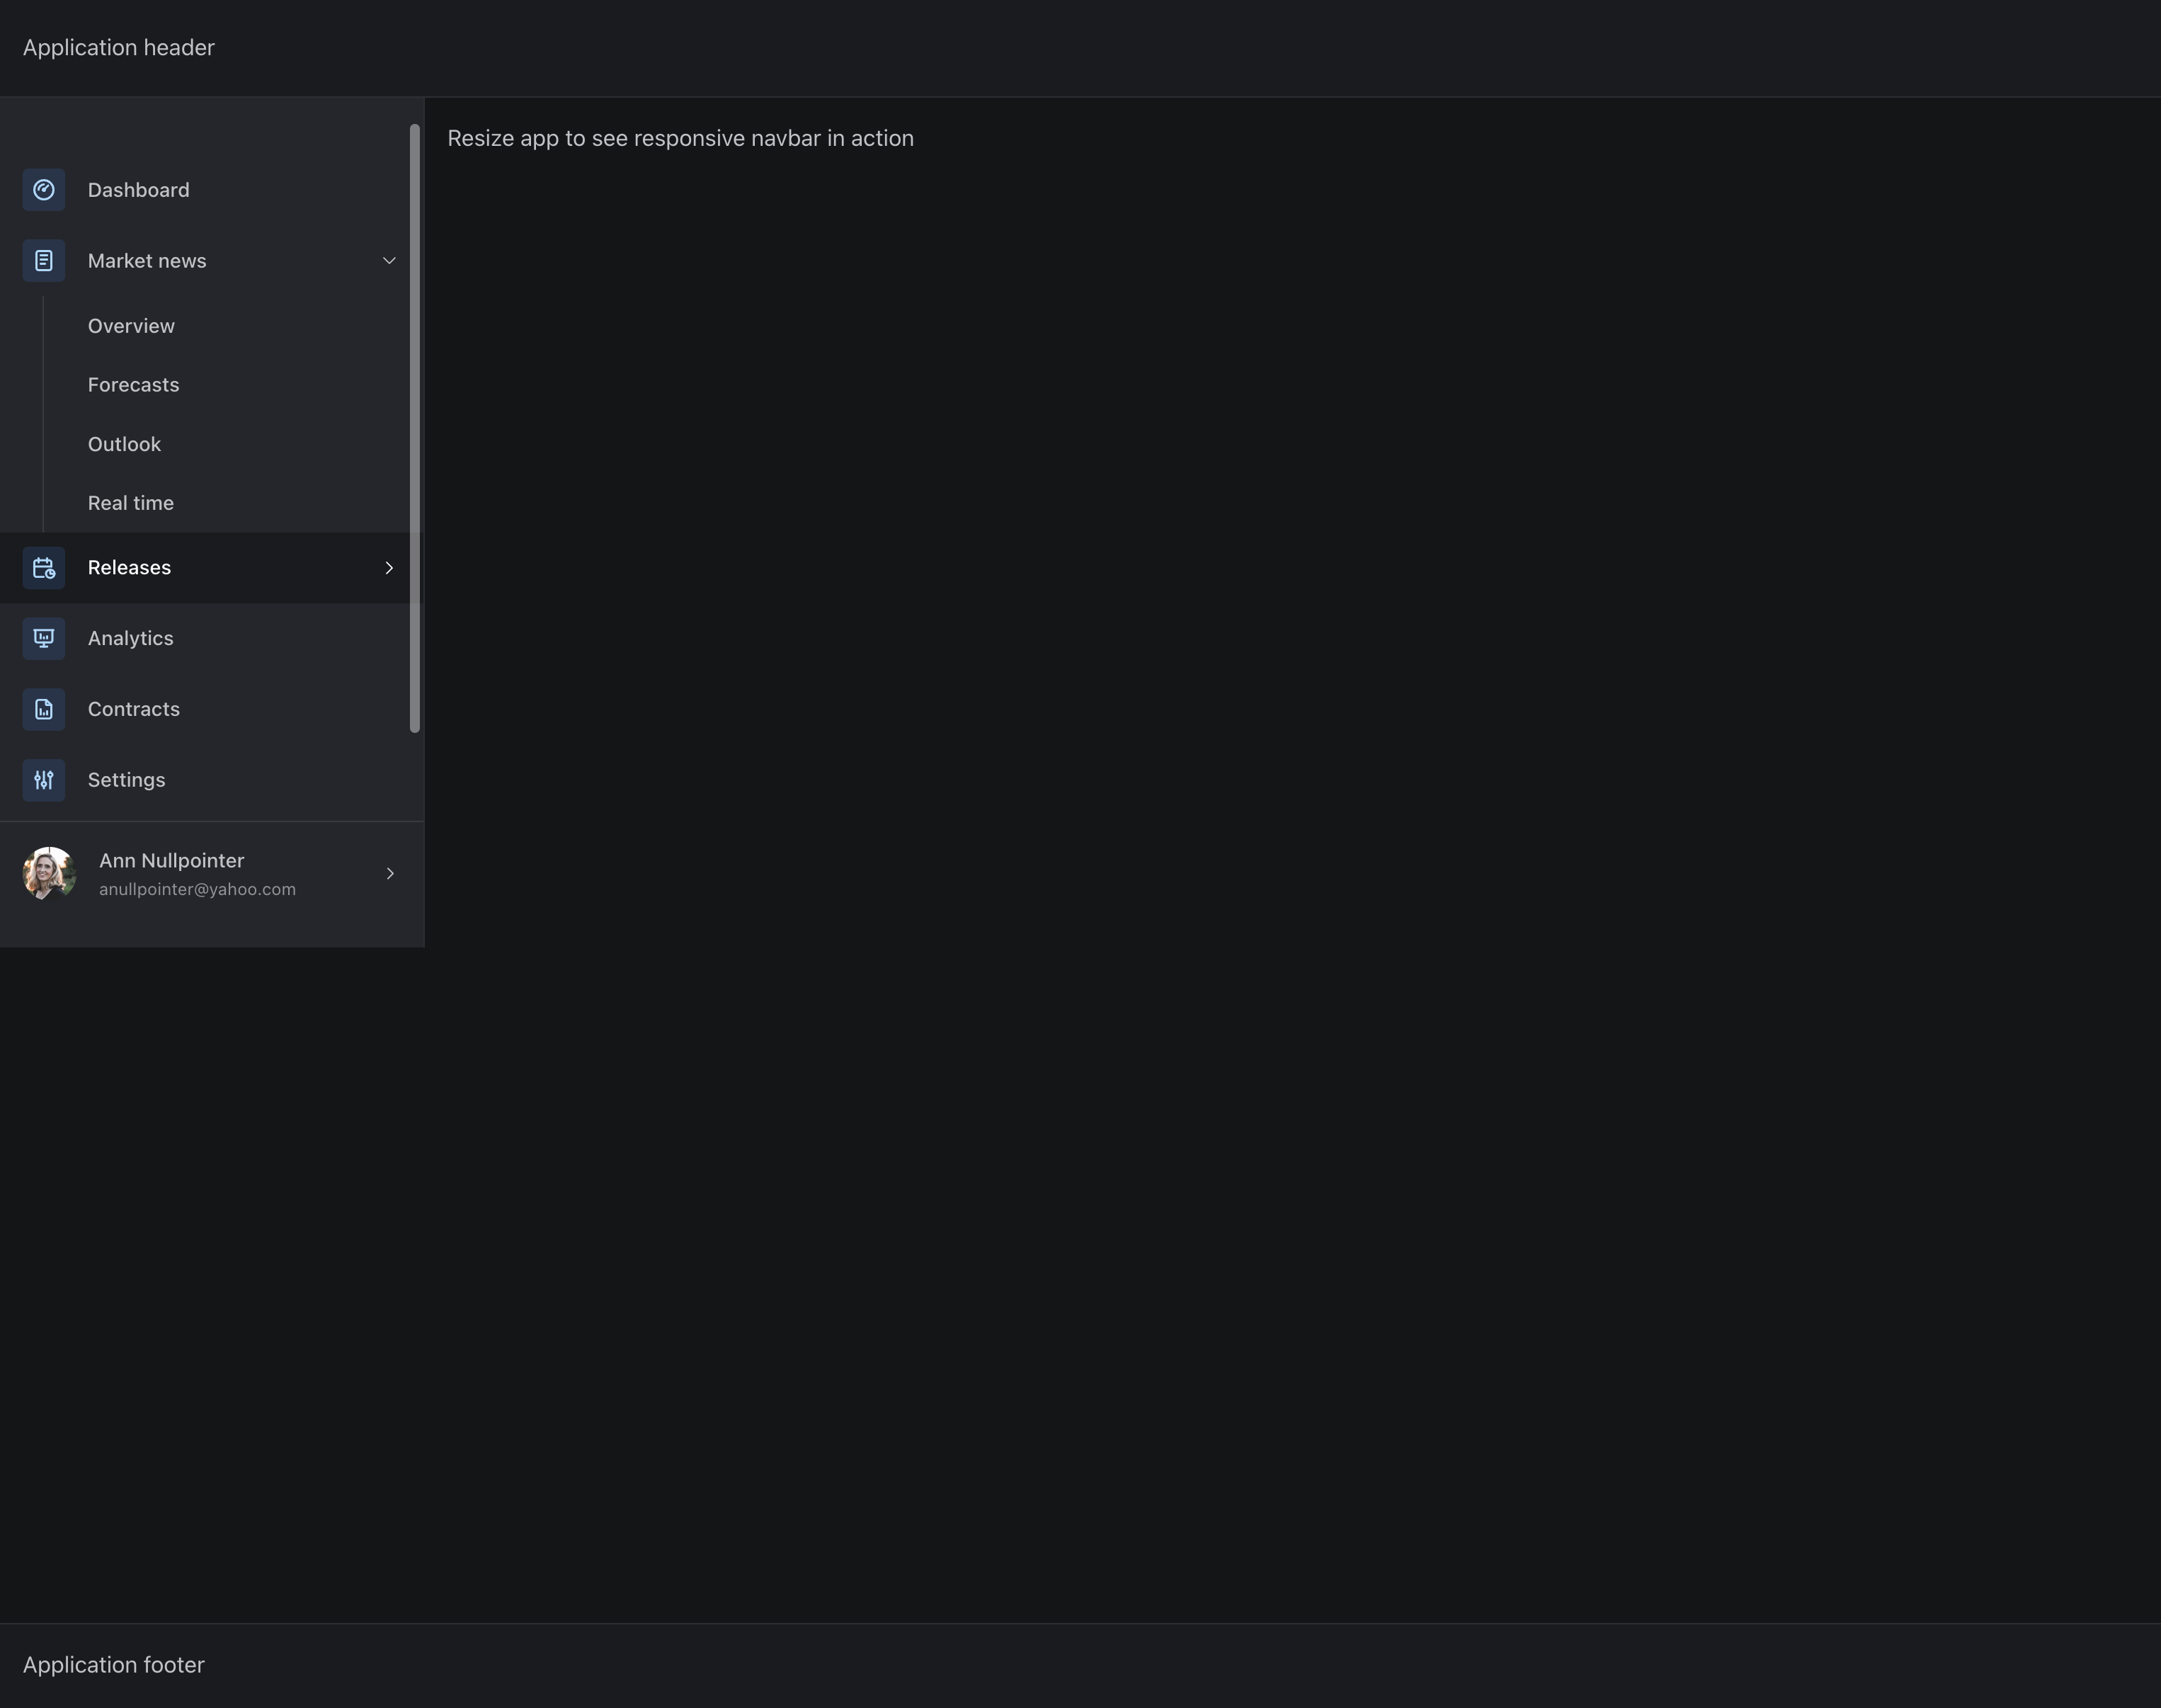 Application header
Resize app to see responsive navbar in action
Dashboard
Market news
Overview
Forecasts
Outlook
Real time
Releases
Analytics
Contracts
Settings
Ann Nullpointer
anullpointer@yahoo.com
Application footer